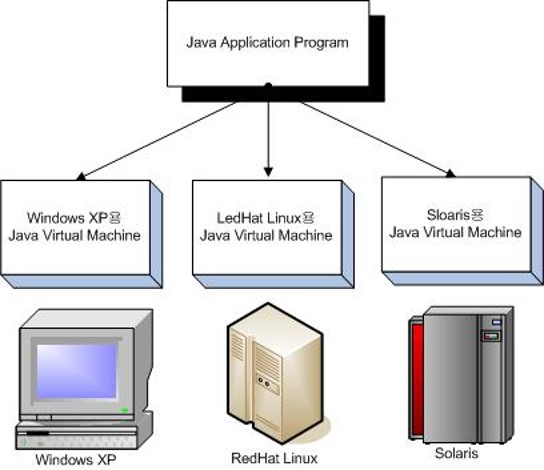 Java Application Program
Windows XP용
Java Virtual Machine
LedHat Linux용
Java Virtual Machine
Sloaris용
Java Virtual Machine
Windows XP
RedHat Linux
Solaris